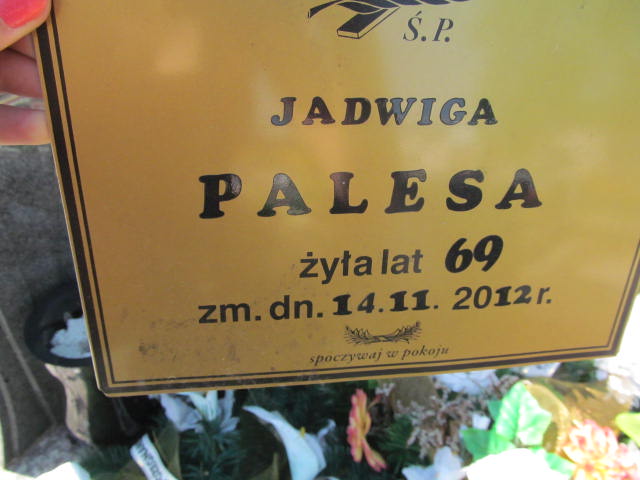 Ś.P.
JADWIGA
PALESA
żyła lat 69
zm. dn. 14.11. 2012 r.
spoczywaj w pokoju